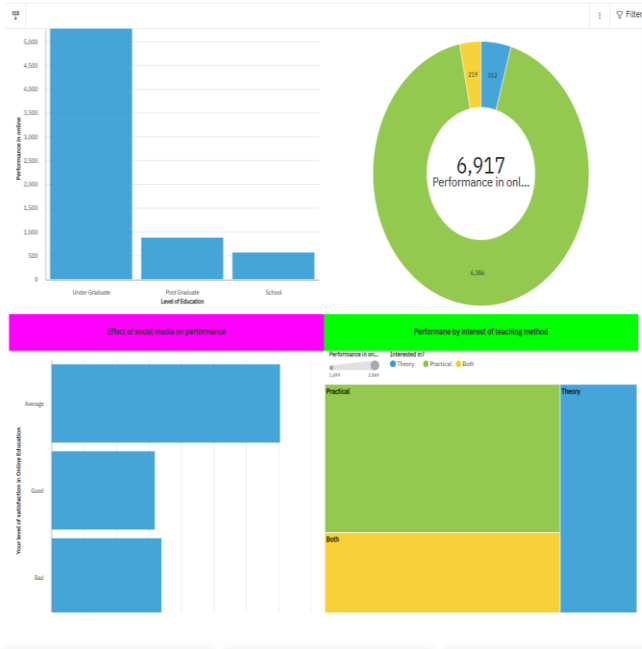 Filter
5,000
4,500
4,000
3,500
3,000
2,500
2,000
1,500
1,000
500
0
Performance in online
Under Graduate
Post Graduate
School
Level of Education
219
312
6,917
Performance in onl...
6,386
Effect of social media on performance
Performane by interest of teaching method
Your level of satisfaction in Online Education
Average
Good
Bad
Performance in on...
Interested in?
Theory
Practical
Both
Practical
Theory
Both